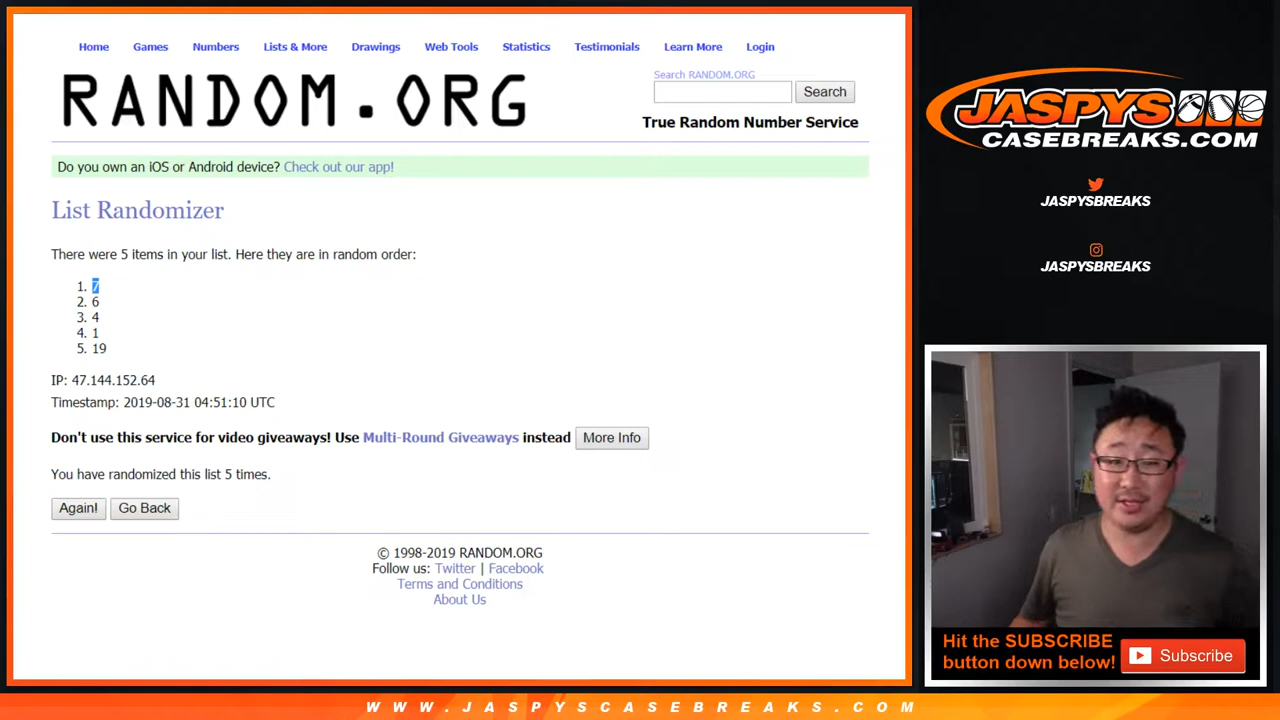 Home Games Numbers Lists & More Drawings Web Tools Statistics Testimonials Learn More Login
RANDOM.ORG
Search RANDOM.ORG
Search
True Random Number Service
Do you own an iOS or Android device? Check out our app!
List Randomizer
There were 5 items in your list. Here they are in random order:
1. 7
2. 6
3. 4
4. 1
5. 19
IP: 47.144.152.64
Timestamp: 2019-08-31 04:51:10 UTC
Don't use this service for video giveaways! Use Multi-Round Giveaways instead More Info
You have randomized this list 5 times.
Again! Go Back
© 1998-2019 RANDOM.ORG
Follow us: Twitter | Facebook
Terms and Conditions
About Us
JASPYS
CASEBREAKS.COM
JASPYSBREAKS
JASPYSBREAKS
Hit the SUBSCRIBE
button down below!
Subscribe
WWW.JASPYSCASEBREAKS.COM